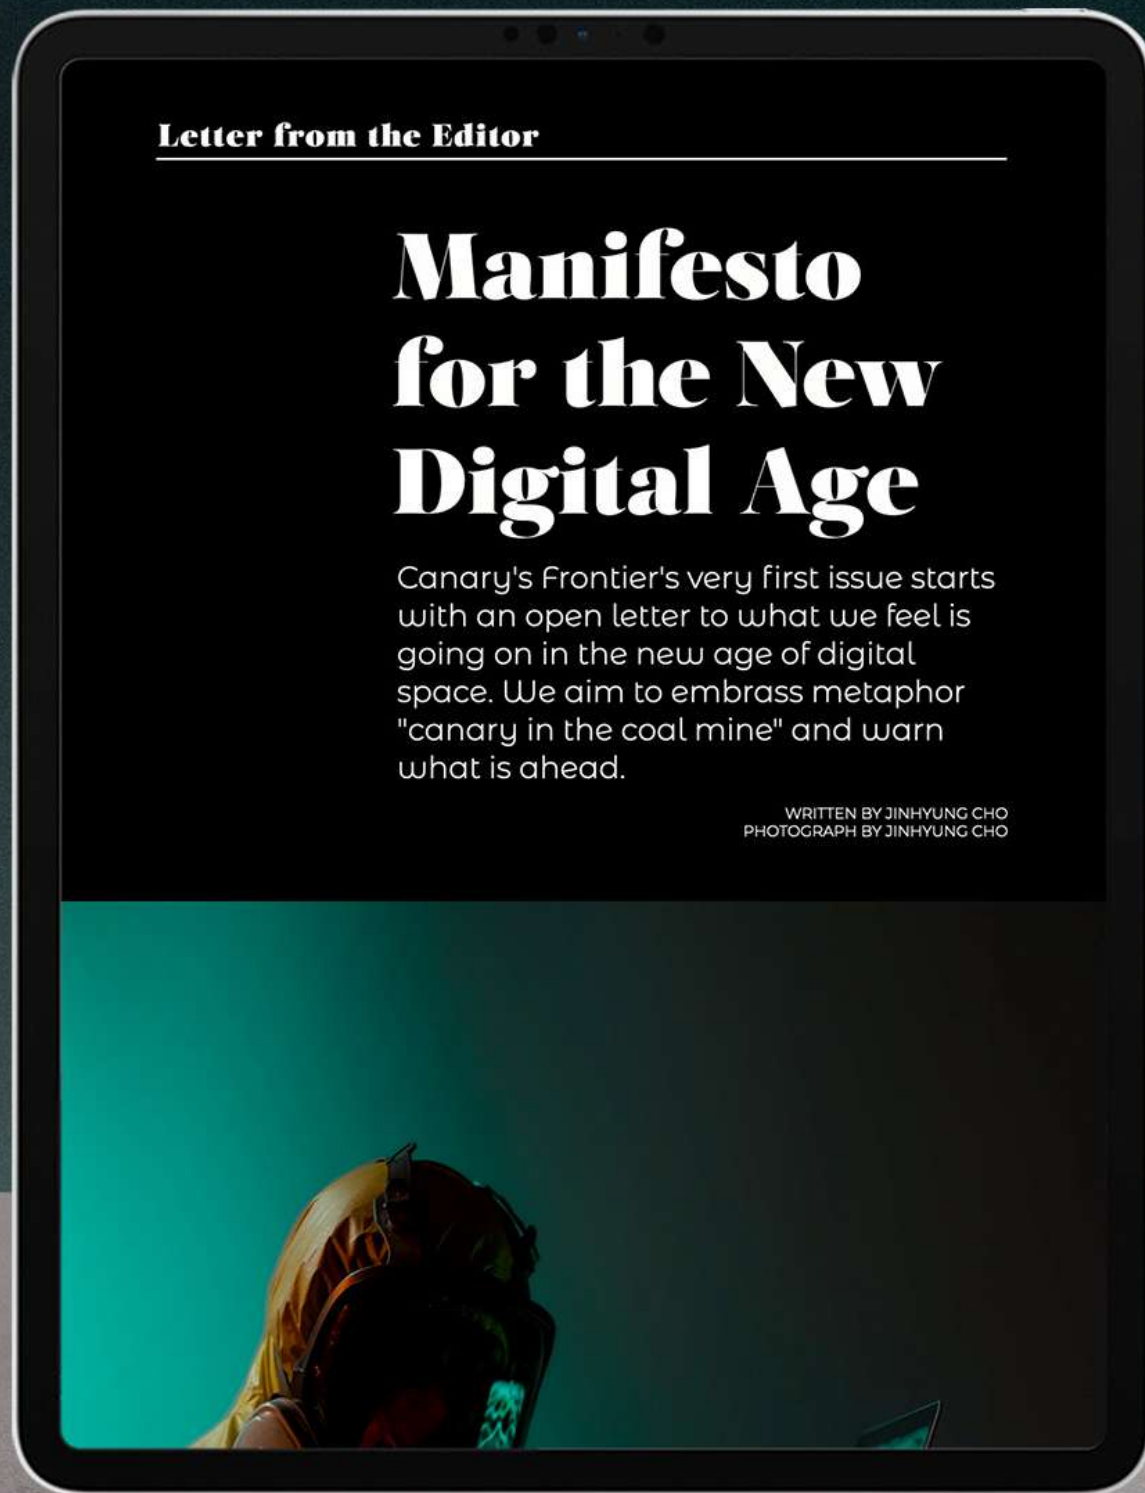 Letter from the Editor
Manifesto
for the New
Digital Age
Canary's Frontier's very first issue starts
with an open letter to what we feel is
going on in the new age of digital
space. We aim to embrass metaphor
"canary in the coal mine" and warn
what is ahead.
WRITTEN BY JINHYUNG CHO
PHOTOGRAPH BY JINHYUNG CHO